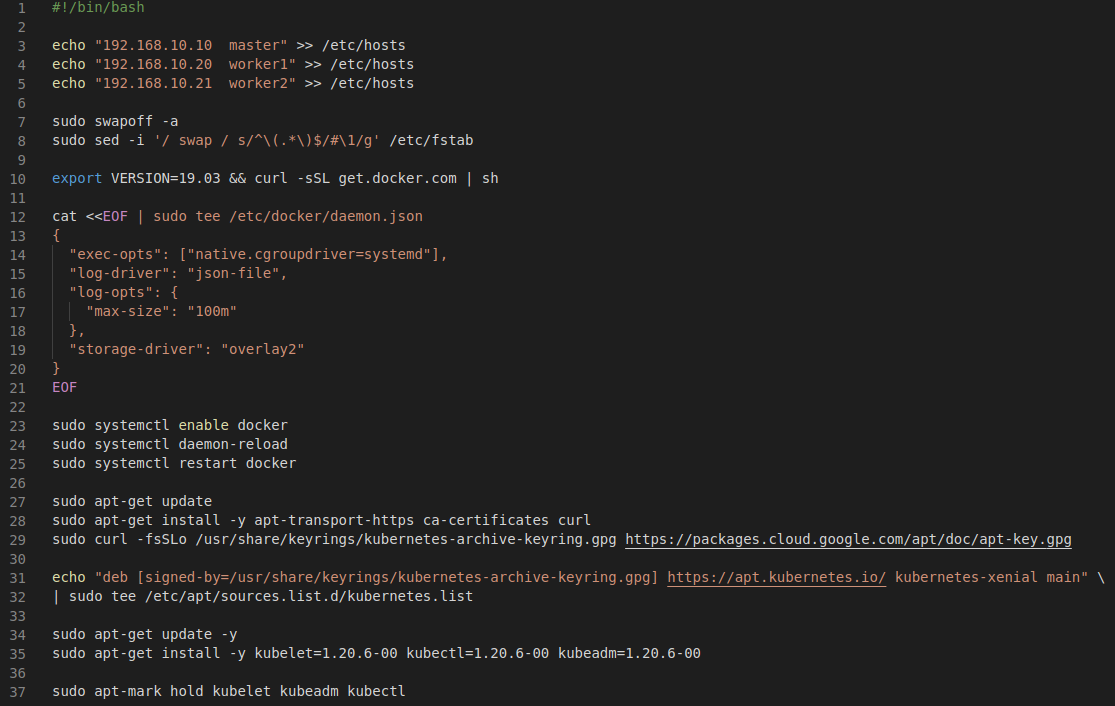 1 #!/bin/bash
2
3 echo "192.168.10.10  master" >> /etc/hosts
4 echo "192.168.10.20  worker1" >> /etc/hosts
5 echo "192.168.10.21  worker2" >> /etc/hosts
6
7 sudo swapoff -a
8 sudo sed -i '/ swap / s/^\(.*\)$/#\1/g' /etc/fstab
9
10 export VERSION=19.03 && curl -sSL get.docker.com | sh
11
12 cat <<EOF | sudo tee /etc/docker/daemon.json
13 {
14   "exec-opts": ["native.cgroupdriver=systemd"],
15   "log-driver": "json-file",
16   "log-opts": {
17     "max-size": "100m"
18   },
19   "storage-driver": "overlay2"
20 }
21 EOF
22
23 sudo systemctl enable docker
24 sudo systemctl daemon-reload
25 sudo systemctl restart docker
26
27 sudo apt-get update
28 sudo apt-get install -y apt-transport-https ca-certificates curl
29 sudo curl -fsSLo /usr/share/keyrings/kubernetes-archive-keyring.gpg https://packages.cloud.google.com/apt/doc/apt-key.gpg
30
31 echo "deb [signed-by=/usr/share/keyrings/kubernetes-archive-keyring.gpg] https://apt.kubernetes.io/ kubernetes-xenial main" \
32 | sudo tee /etc/apt/sources.list.d/kubernetes.list
33
34 sudo apt-get update -y
35 sudo apt-get install -y kubelet=1.20.6-00 kubectl=1.20.6-00 kubeadm=1.20.6-00
36
37 sudo apt-mark hold kubelet kubeadm kubectl